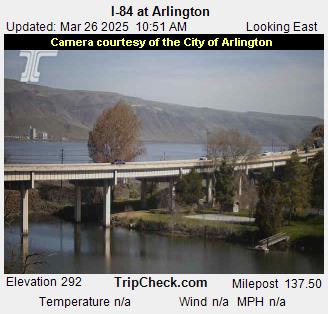 I-84 at Arlington
Updated: Mar 26 2025 10:51 AM Looking East
Camera courtesy of the City of Arlington
Elevation 292 TripCheck.com Milepost 137.50
Temperature n/a Wind n/a MPH n/a